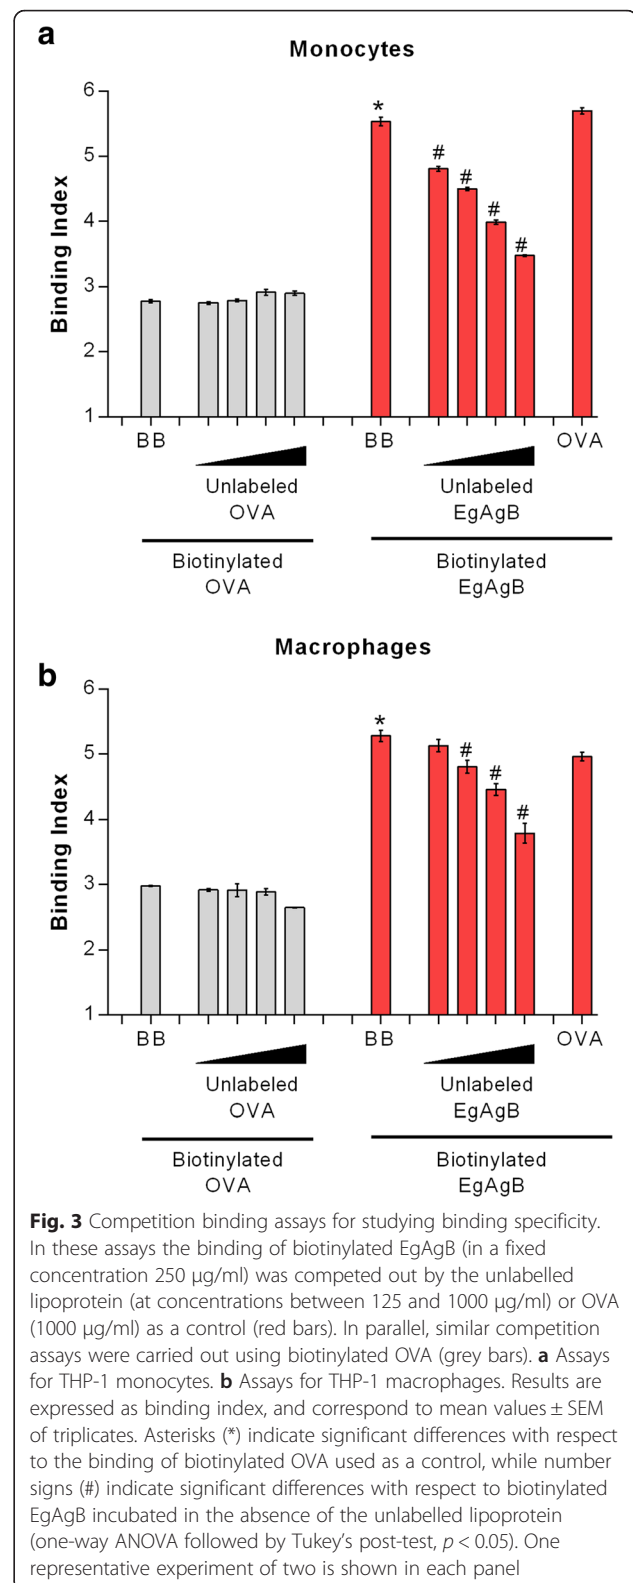 a
Monocytes
6
5
4
3
2
1
Binding Index
*
#
#
#
#
BB
BB
OVA
Unlabeled
OVA
Unlabeled
EgAgB
Biotinylated
OVA
Biotinylated
EgAgB
Macrophages
b
6
5
4
3
2
1
Binding Index
*
#
#
#
BB
BB
OVA
Unlabeled
OVA
Unlabeled
EgAgB
Biotinylated
OVA
Biotinylated
EgAgB
Fig. 3 Competition binding assays for studying binding specificity.
In these assays the binding of biotinylated EgAgB (in a fixed
concentration 250 μg/ml) was competed out by the unlabelled
lipoprotein (at concentrations between 125 and 1000 μg/ml) or OVA
(1000 μg/ml) as a control (red bars). In parallel, similar competition
assays were carried out using biotinylated OVA (grey bars). a Assays
for THP-1 monocytes. b Assays for THP-1 macrophages. Results are
expressed as binding index, and correspond to mean values ± SEM
of triplicates. Asterisks (*) indicate significant differences with respect
to the binding of biotinylated OVA used as a control, while number
signs (#) indicate significant differences with respect to biotinylated
EgAgB incubated in the absence of the unlabelled lipoprotein
(one-way ANOVA followed by Tukey's post-test, p < 0.05). One
representative experiment of two is shown in each panel